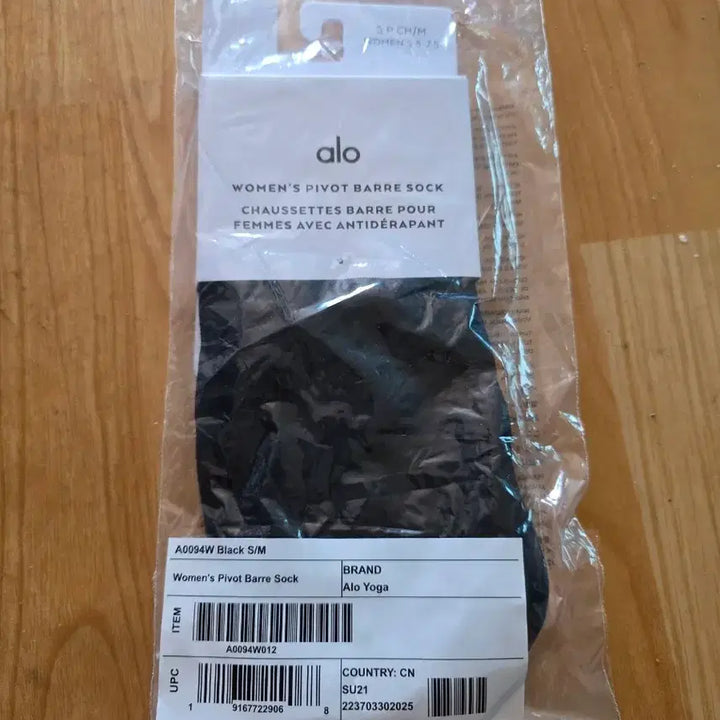 S P CH/M
WOMEN'S 5-7.5
alo
WOMEN'S PIVOT BARRE SOCK
CHAUSSETTES BARRE POUR
FEMMES AVEC ANTIDÉRAPANT
A0094W Black S/M
Women's Pivot Barre Sock
BRAND
Alo Yoga
ITEM
A0094W012
UPC
1 9167722906 8
COUNTRY: CN
SU21
223703302025